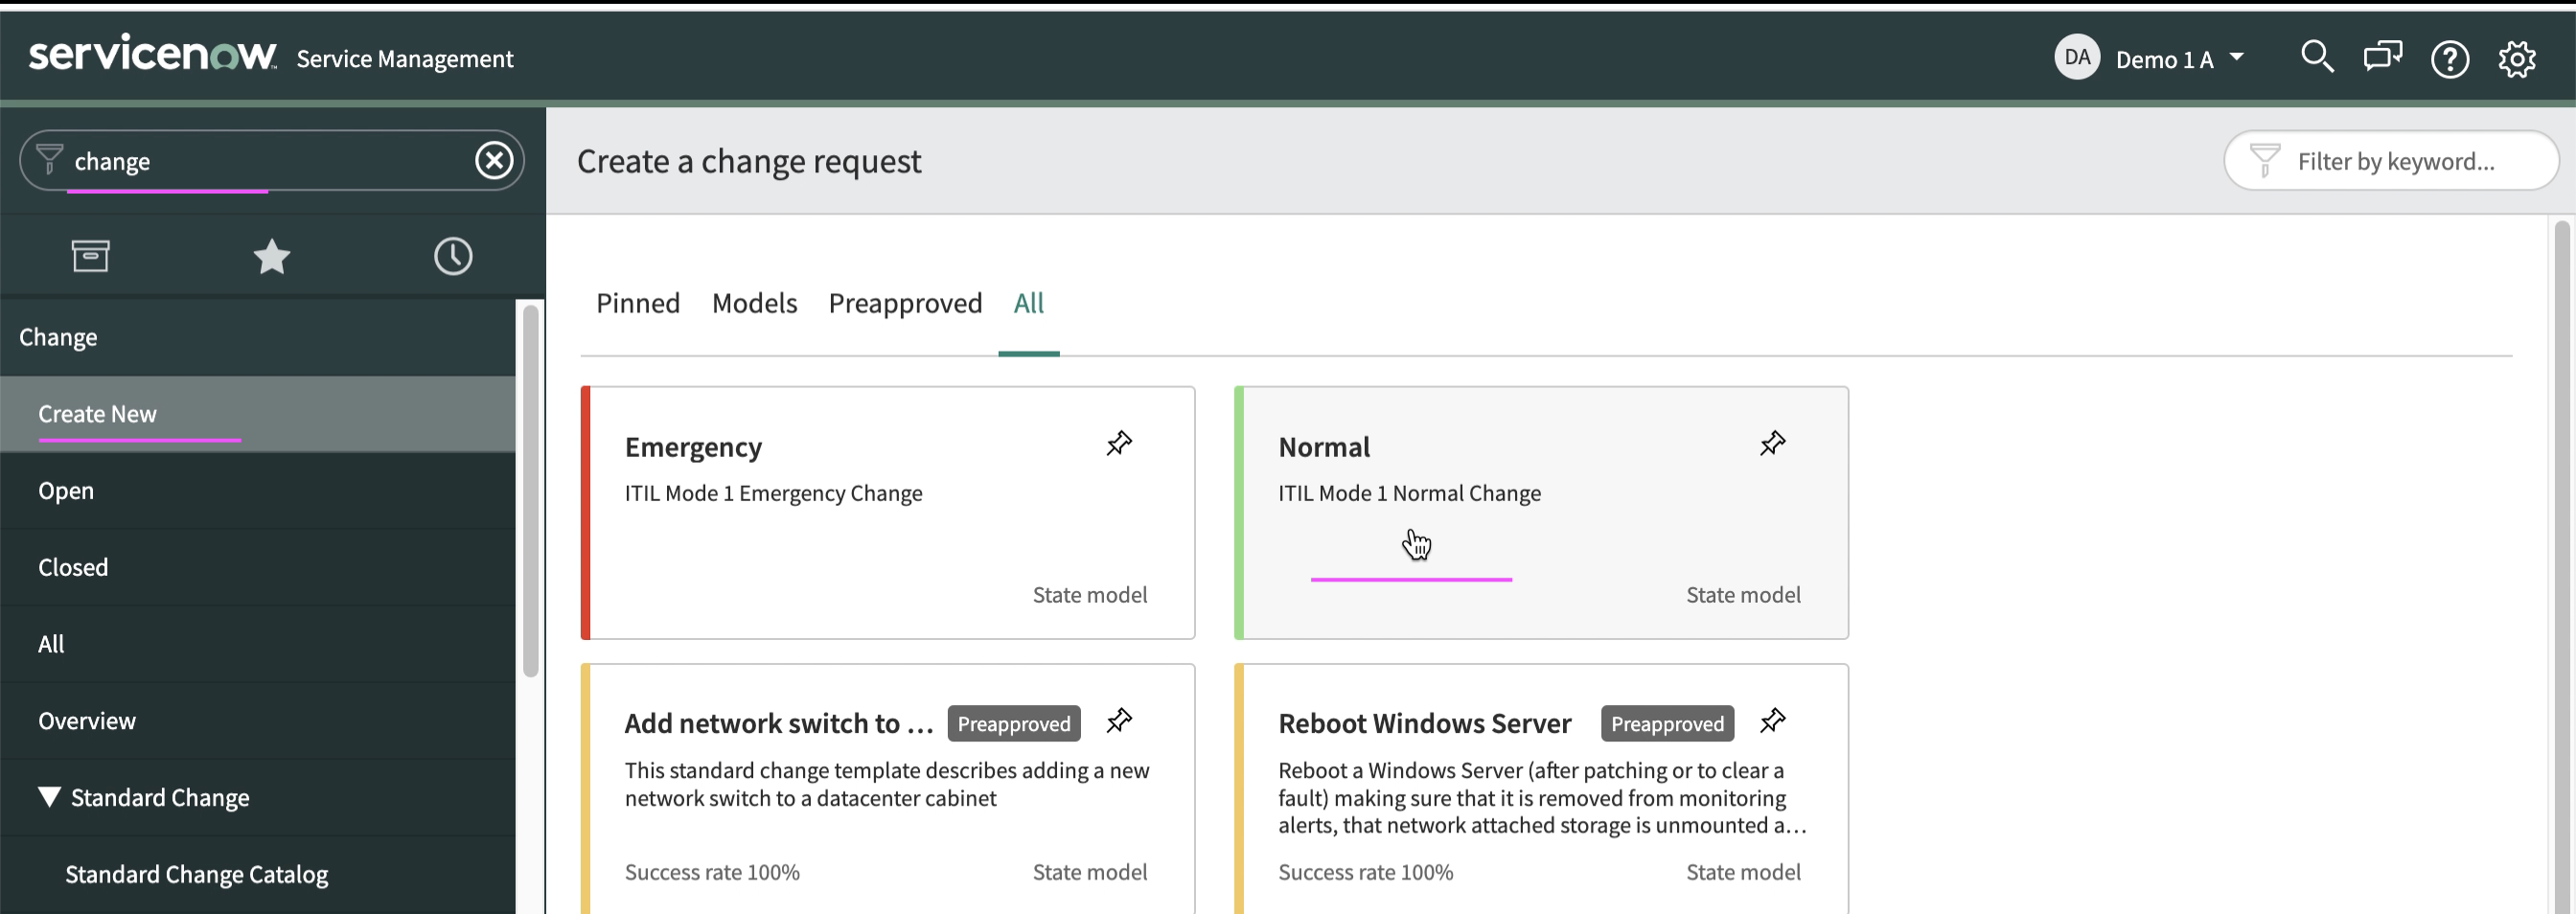 servicenow Service Management
DA Demo 1 A
change
Create a change request
Filter by keyword...
Change
Create New
Open
Closed
All
Overview
Standard Change
Standard Change Catalog
Pinned Models Preapproved All
Emergency
ITIL Mode 1 Emergency Change
State model
Normal
ITIL Mode 1 Normal Change
State model
Add network switch to ... Preapproved
This standard change template describes adding a new
network switch to a datacenter cabinet
Success rate 100% State model
Reboot Windows Server Preapproved
Reboot a Windows Server (after patching or to clear a
fault) making sure that it is removed from monitoring
alerts, that network attached storage is unmounted a...
Success rate 100% State model